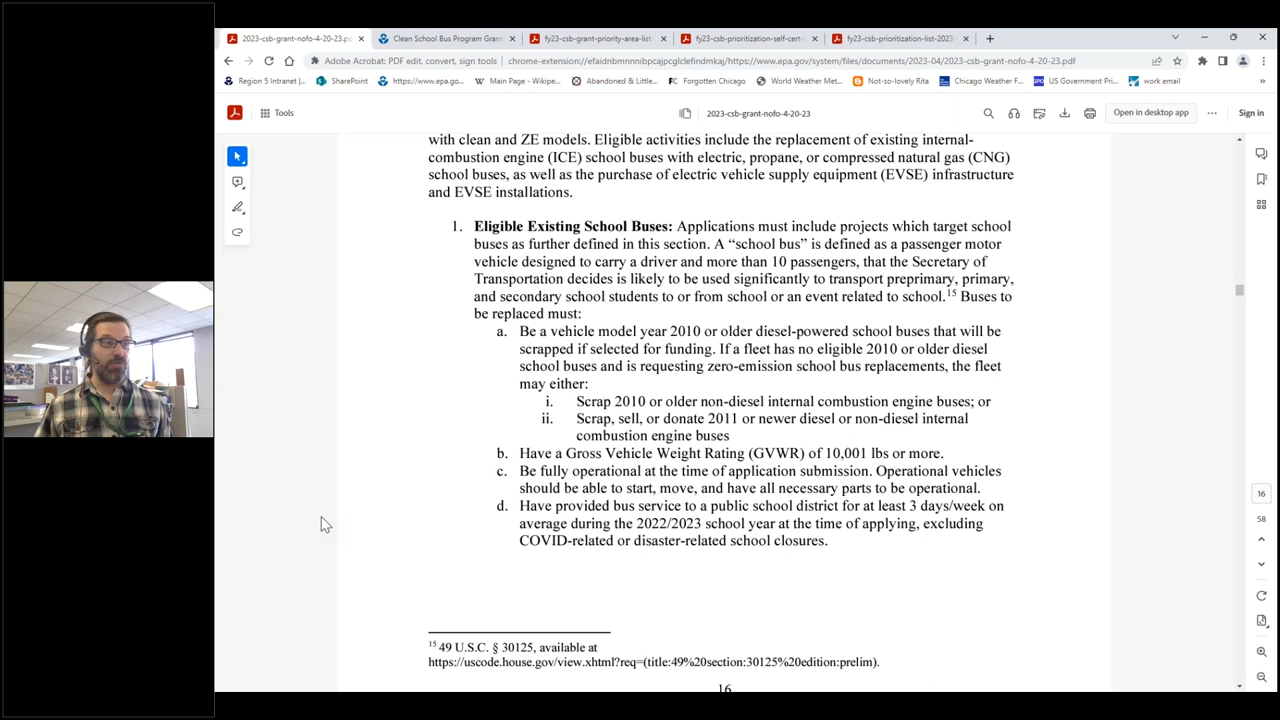 2023-csb-grant-nofo-4-20-23.p
Clean School Bus Program Grant
fy23-csb-grant-priority-area-list-
fy23-csb-prioritization-self-cert-
fy23-csb-prioritization-list-2023-
Adobe Acrobat: PDF edit, convert, sign tools
chrome-extension://efaidnbmnnnibpcajpcglclefindmkaj/https://www.epa.gov/system/files/documents/2023-04/2023-csb-grant-nofo-4-20-23.pdf
Region 5 Intranet |...
SharePoint
https://www.epa.go...
Main Page - Wikipe...
Abandoned & Little...
Forgotten Chicago
World Weather Met...
Not-so-lovely Rita
Chicago Weather F...
US Government Pri...
work email
»
Tools
2023-csb-grant-nofo-4-20-23
Open in desktop app
Sign in
with clean and ZE models. Eligible activities include the replacement of existing internal-
combustion engine (ICE) school buses with electric, propane, or compressed natural gas (CNG)
school buses, as well as the purchase of electric vehicle supply equipment (EVSE) infrastructure
and EVSE installations.
1. Eligible Existing School Buses: Applications must include projects which target school
buses as further defined in this section. A “school bus” is defined as a passenger motor
vehicle designed to carry a driver and more than 10 passengers, that the Secretary of
Transportation decides is likely to be used significantly to transport preprimary, primary,
and secondary school students to or from school or an event related to school.15 Buses to
be replaced must:
a. Be a vehicle model year 2010 or older diesel-powered school buses that will be
scrapped if selected for funding. If a fleet has no eligible 2010 or older diesel
school buses and is requesting zero-emission school bus replacements, the fleet
may either:
i. Scrap 2010 or older non-diesel internal combustion engine buses; or
ii. Scrap, sell, or donate 2011 or newer diesel or non-diesel internal
combustion engine buses
b. Have a Gross Vehicle Weight Rating (GVWR) of 10,001 lbs or more.
c. Be fully operational at the time of application submission. Operational vehicles
should be able to start, move, and have all necessary parts to be operational.
d. Have provided bus service to a public school district for at least 3 days/week on
average during the 2022/2023 school year at the time of applying, excluding
COVID-related or disaster-related school closures.
16
58
15 49 U.S.C. § 30125, available at
https://uscode.house.gov/view.xhtml?req=(title:49%20section:30125%20edition:prelim).
16